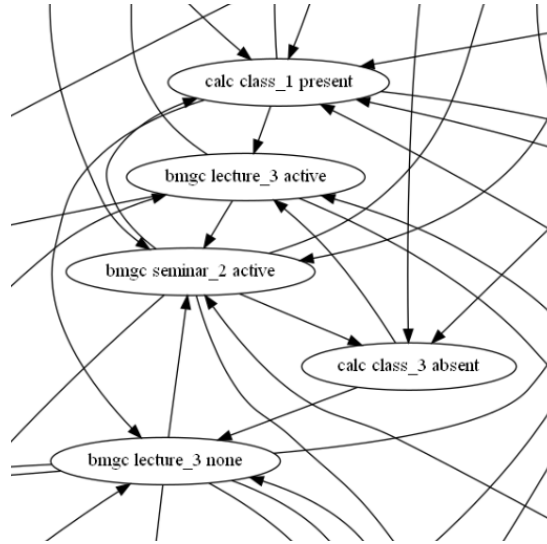 calc class_1 present
bmgc lecture_3 active
bmgc seminar_2 active
calc class_3 absent
bmgc lecture_3 none